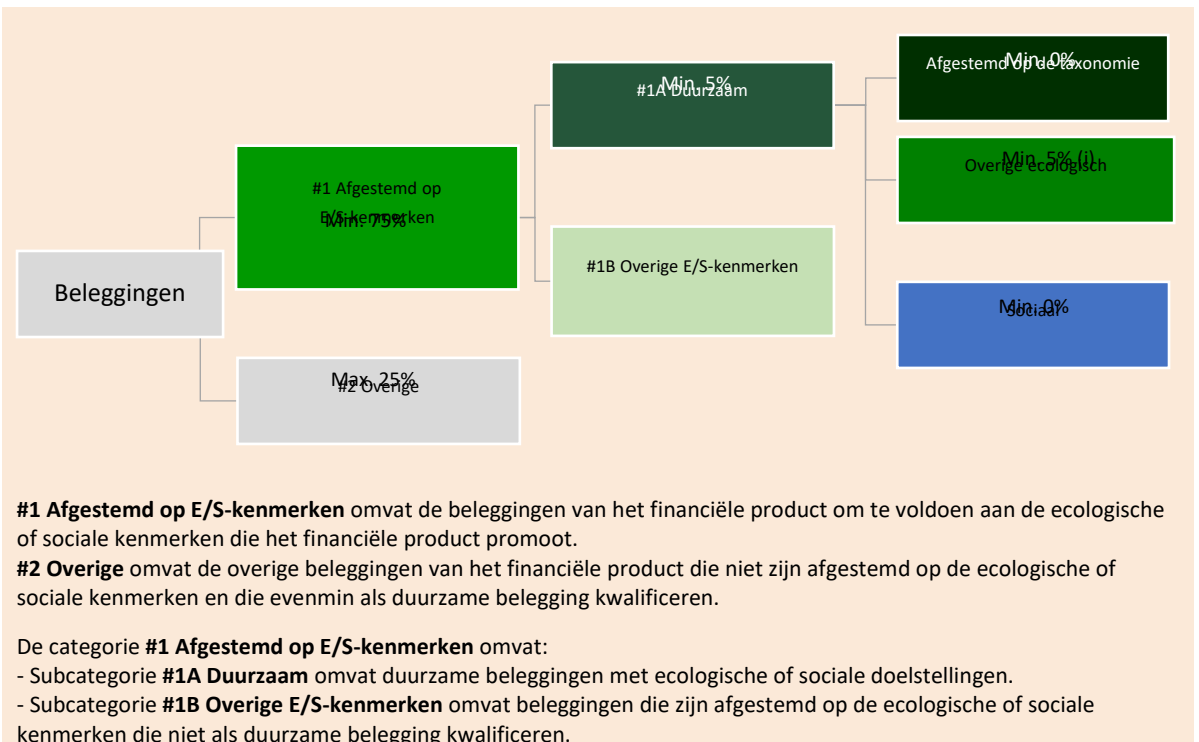 Min. 0%
Afgestemd op de taxonomie
Min. 5%
#1A Duurzaam
Min. 5% (i)
Overige ecologisch
#1 Afgestemd op
E/S-kenmerken
Min. 75%
#1B Overige E/S-kenmerken
Beleggingen
Min. 0%
Sociaal
Max. 25%
#2 Overige
#1 Afgestemd op E/S-kenmerken omvat de beleggingen van het financiële product om te voldoen aan de ecologische
of sociale kenmerken die het financiële product promoot.
#2 Overige omvat de overige beleggingen van het financiële product die niet zijn afgestemd op de ecologische of
sociale kenmerken en die evenmin als duurzame belegging kwalificeren.
De categorie #1 Afgestemd op E/S-kenmerken omvat:
- Subcategorie #1A Duurzaam omvat duurzame beleggingen met ecologische of sociale doelstellingen.
- Subcategorie #1B Overige E/S-kenmerken omvat beleggingen die zijn afgestemd op de ecologische of sociale
kenmerken die niet als duurzame belegging kwalificeren.